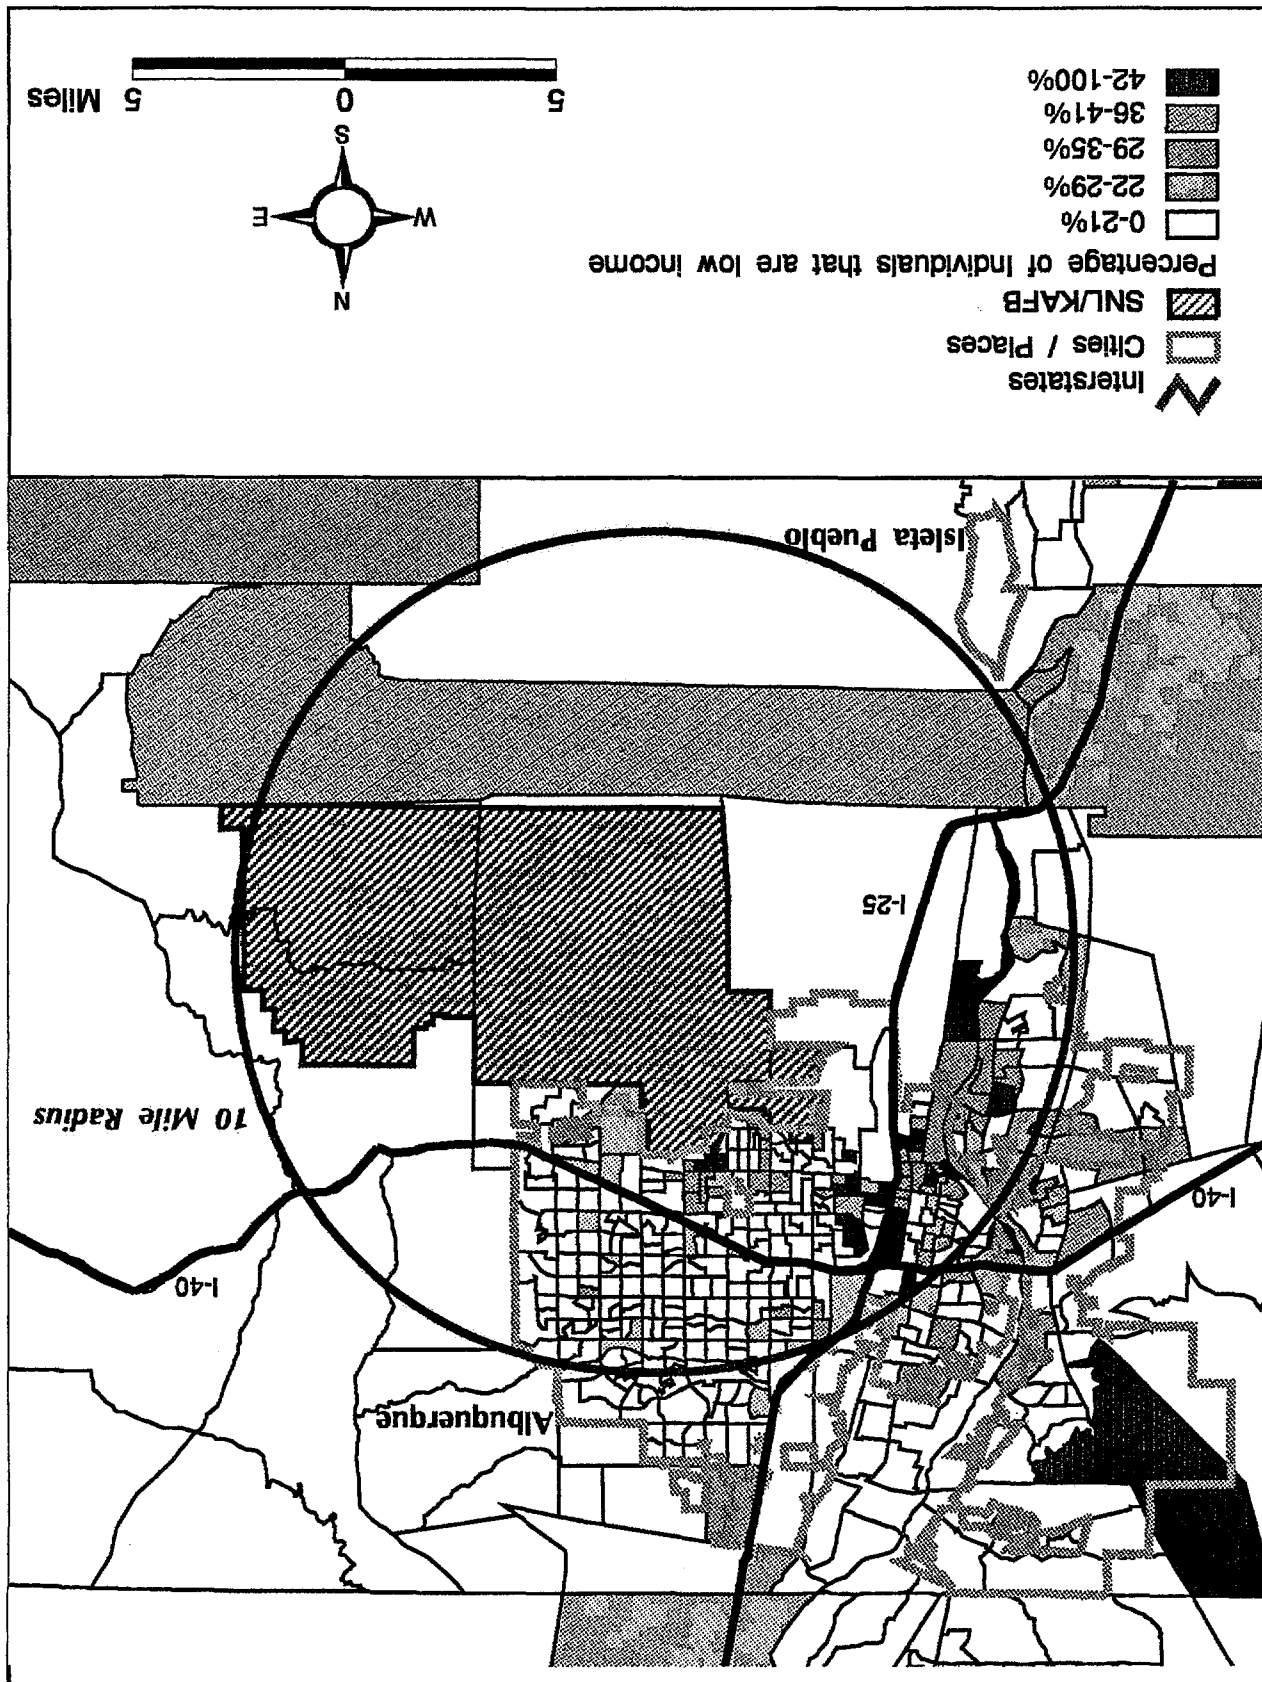 Albuquerque
I-40
I-40
10 Mile Radius
I-25
Isleta Pueblo
Interstates
Cities / Places
SNL/KAFB
Percentage of Individuals that are low income
0-21%
22-29%
29-35%
36-41%
42-100%
N
W E
S
5 0 5 Miles